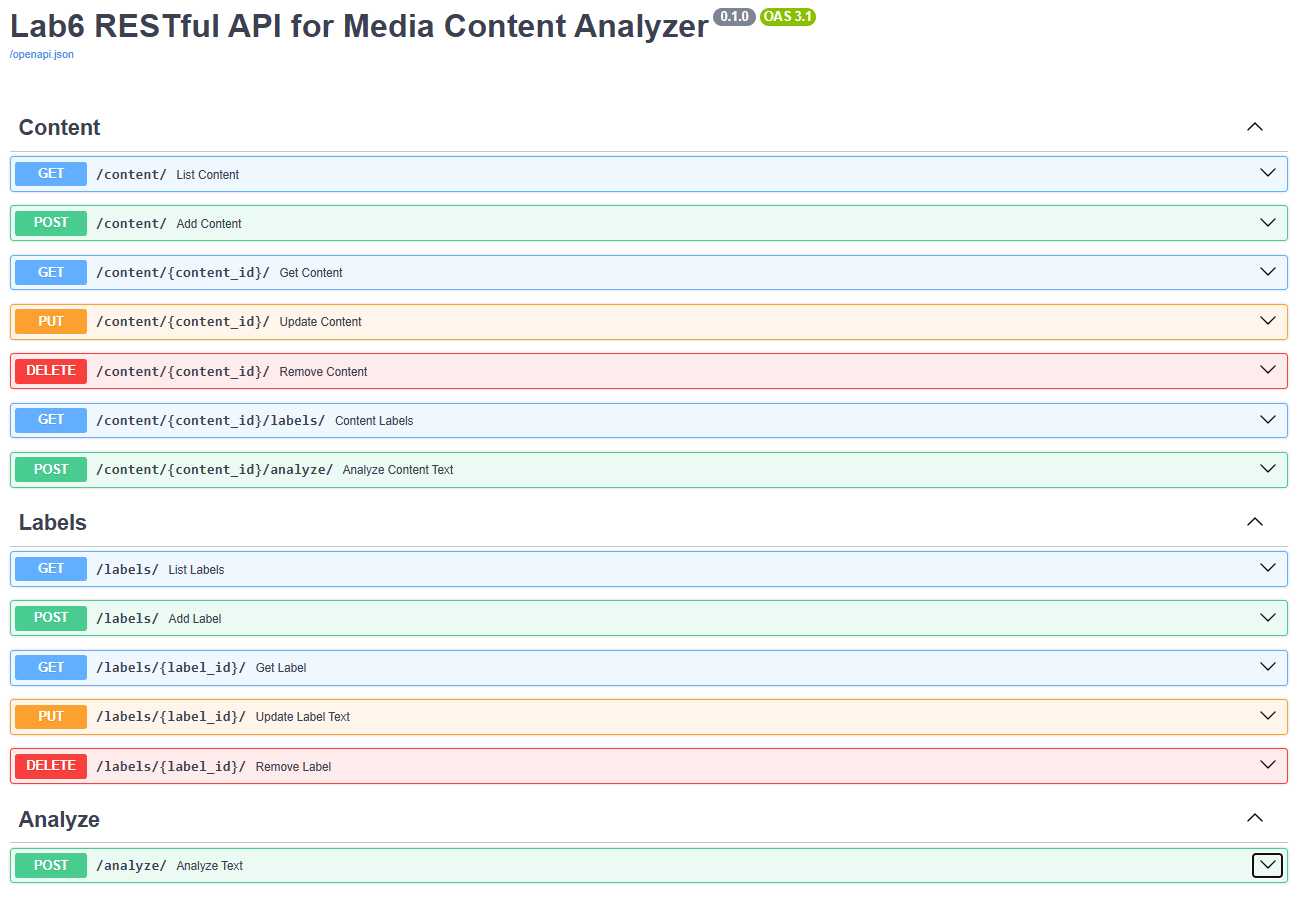 Lab6 RESTful API for Media Content Analyzer 0.1.0 OAS 3.1
/openapi.json
Content
GET /content/ List Content
POST /content/ Add Content
GET /content/{content_id}/ Get Content
PUT /content/{content_id}/ Update Content
DELETE /content/{content_id}/ Remove Content
GET /content/{content_id}/labels/ Content Labels
POST /content/{content_id}/analyze/ Analyze Content Text
Labels
GET /labels/ List Labels
POST /labels/ Add Label
GET /labels/{label_id}/ Get Label
PUT /labels/{label_id}/ Update Label Text
DELETE /labels/{label_id}/ Remove Label
Analyze
POST /analyze/ Analyze Text